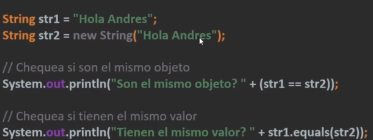 String str1 = "Hola Andres";
String str2 = new String("Hola Andres");
// Chequea si son el mismo objeto
System.out.println("Son el mismo objeto? " + (str1 == str2));
// Chequea si tienen el mismo valor
System.out.println("Tienen el mismo valor? " + str1.equals(str2));